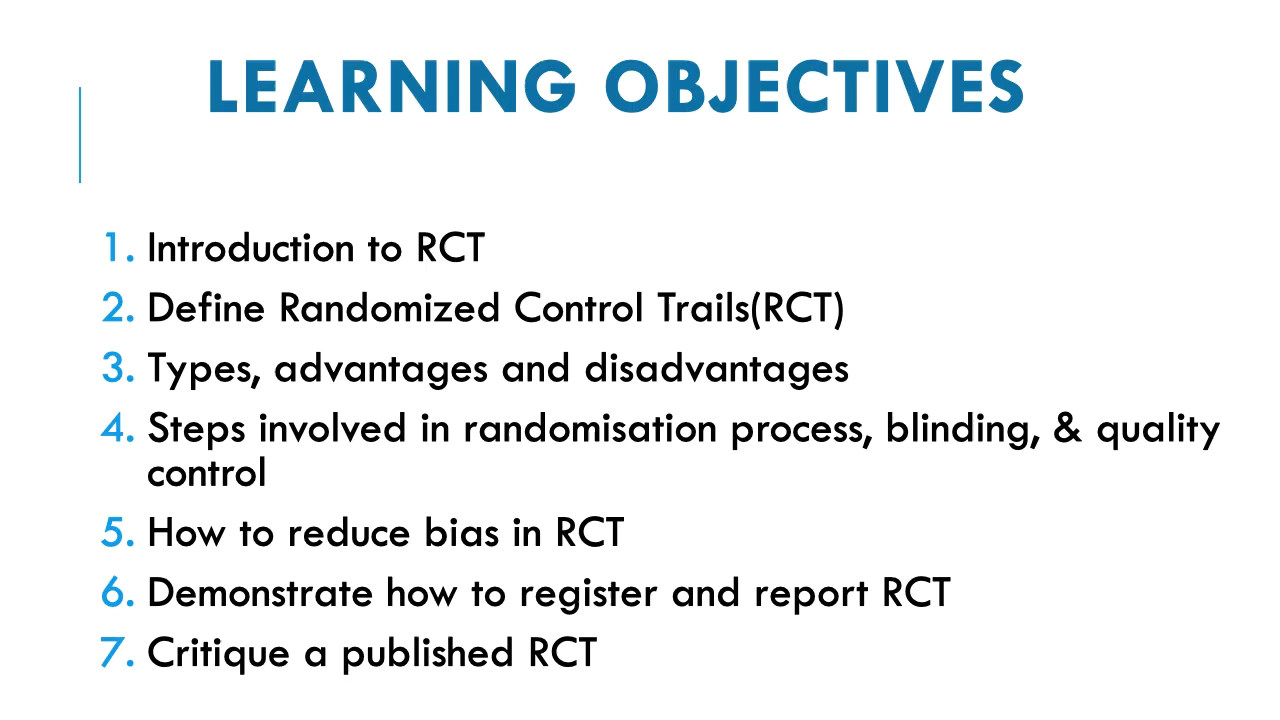 LEARNING OBJECTIVES
1. Introduction to RCT
2. Define Randomized Control Trails(RCT)
3. Types, advantages and disadvantages
4. Steps involved in randomisation process, blinding, & quality
control
5. How to reduce bias in RCT
6. Demonstrate how to register and report RCT
7. Critique a published RCT